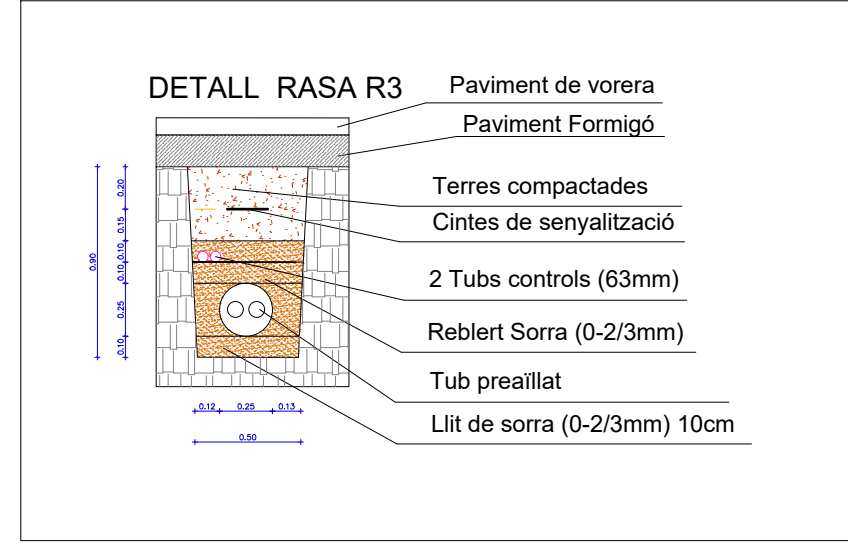 DETALL RASA R3
Paviment de vorera
Paviment Formigó
Terres compactades
Cintes de senyalització
2 Tubs controls (63mm)
Reblert Sorra (0-2/3mm)
Tub preaïllat
Llit de sorra (0-2/3mm) 10cm
0.90
0.20
0.15
0.10
0.10
0.25
0.10
0.12 0.25 0.13
0.50